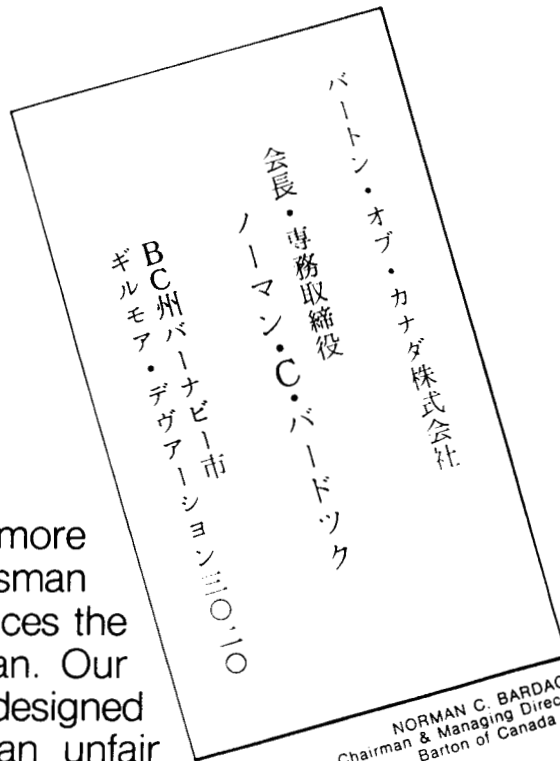 バートン・オブ・カナダ株式会社
会長・専務取締役
ノーマン・C・バードツク
BC州バーナビー市
ギルモア・デヴアーション三〇・一〇
more
sman
ces the
an. Our
designed
an unfair
NORMAN C. BARDAC
Chairman & Managing Direc
Barton of Canada